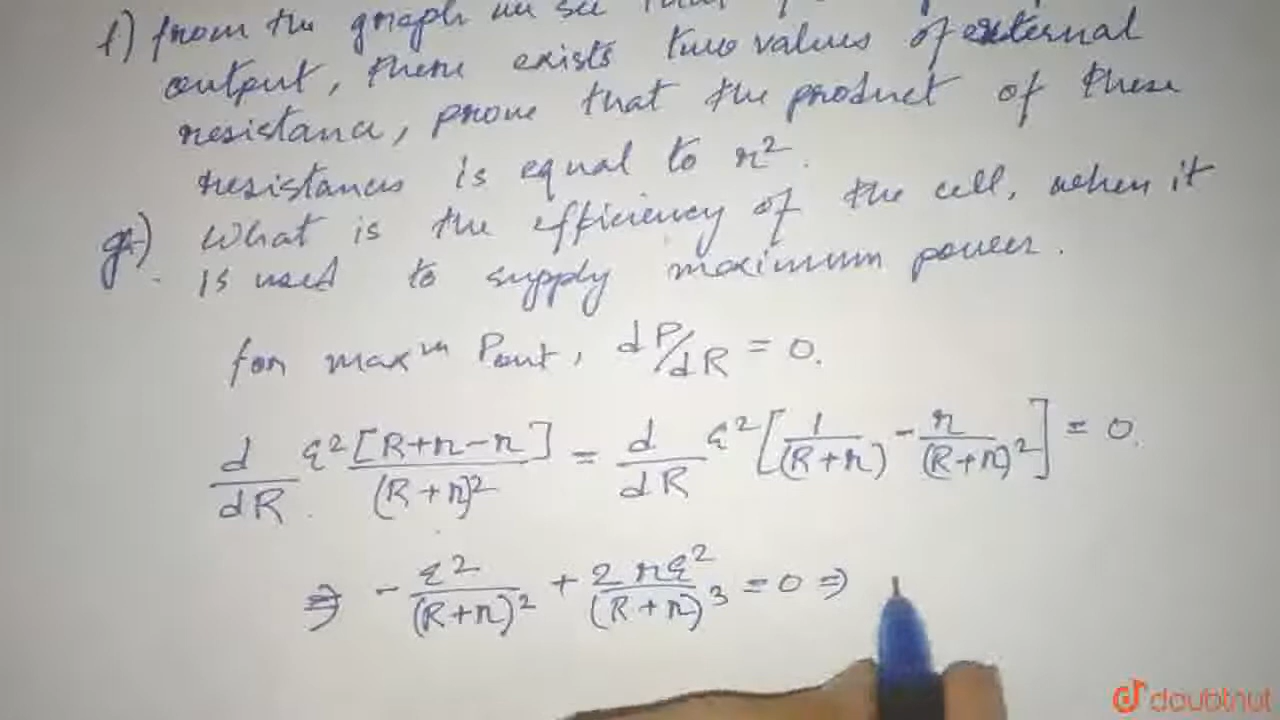 f) from the graph we see that
output, there exists two values of external
resistance, prove that the product of these
resistances is equal to r².
g) What is the efficiency of the cell, when it
is used to supply maximum power.
for maxᵐ Pout, dP/dR = 0.
d/dR ε² [R+r-r]/(R+r)² = d/dR ε² [1/(R+r) - r/(R+r)²] = 0.
⇒ - ε²/(R+r)² + 2rε²/(R+r)³ = 0 ⇒
doubtnut